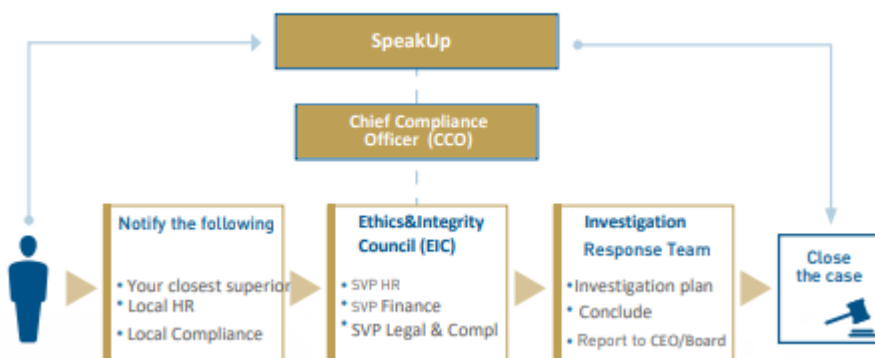 SpeakUp
Chief Compliance
Officer (CCO)
Notify the following
• Your closest superior
• Local HR
• Local Compliance
Ethics&Integrity
Council (EIC)
• SVP HR
• SVP Finance
• SVP Legal & Compl
Investigation
Response Team
• Investigation plan
• Conclude
• Report to CEO/Board
Close
the case